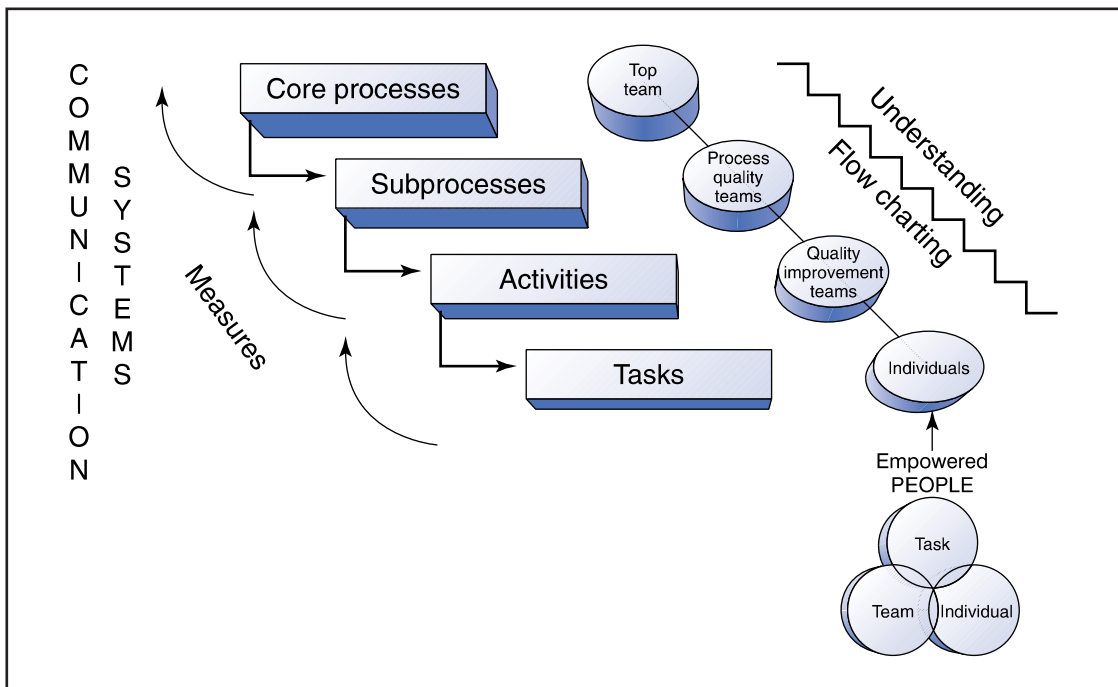 COMMUNICATION
SYSTEMS
Measures
Core processes
Subprocesses
Activities
Tasks
Top
team
Process
quality
teams
Quality
improvement
teams
Individuals
Understanding
Flow charting
Empowered
PEOPLE
Task
Team
Individual